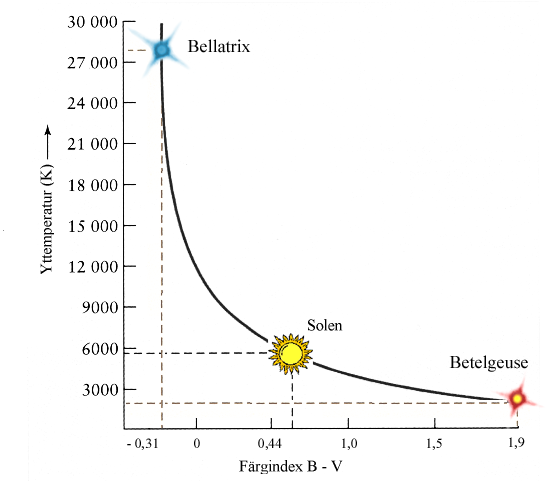 30 000
Bellatrix
27 000
24 000
21 000
18 000
15 000
12 000
9000
Solen
6000
Betelgeuse
3000
Yttemperatur (K)
- 0,31 0 0,44 1,0 1,5 1,9
Färgindex B - V